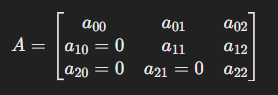 a₀₀ a₀₁ a₀₂
A = a₁₀ = 0 a₁₁ a₁₂
a₂₀ = 0 a₂₁ = 0 a₂₂